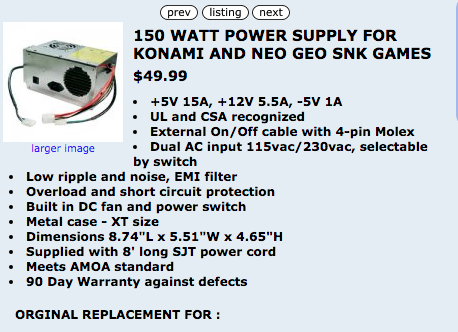 prev listing next
150 WATT POWER SUPPLY FOR
KONAMI AND NEO GEO SNK GAMES
$49.99
• +5V 15A, +12V 5.5A, -5V 1A
• UL and CSA recognized
• External On/Off cable with 4-pin Molex
• Dual AC input 115vac/230vac, selectable
by switch
larger image
• Low ripple and noise, EMI filter
• Overload and short circuit protection
• Built in DC fan and power switch
• Metal case - XT size
• Dimensions 8.74"L x 5.51"W x 4.65"H
• Supplied with 8' long SJT power cord
• Meets AMOA standard
• 90 Day Warranty against defects
ORGINAL REPLACEMENT FOR :